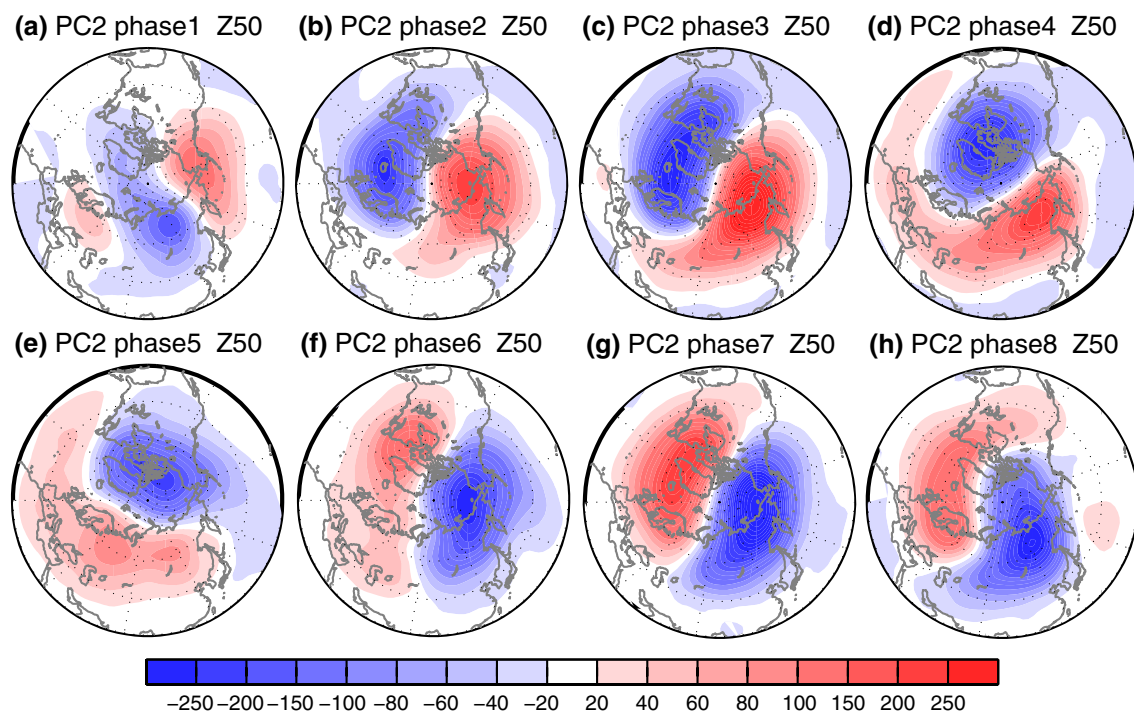 (a) PC2 phase1 Z50
(b) PC2 phase2 Z50
(c) PC2 phase3 Z50
(d) PC2 phase4 Z50
(e) PC2 phase5 Z50
(f) PC2 phase6 Z50
(g) PC2 phase7 Z50
(h) PC2 phase8 Z50
−250 −200 −150 −100 −80 −60 −40 −20 20 40 60 80 100 150 200 250